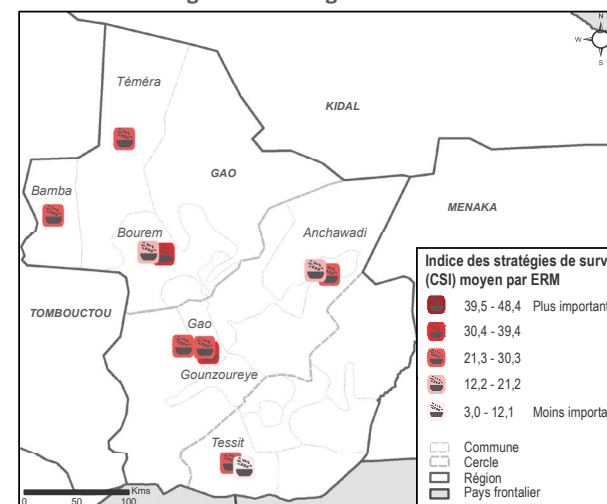 N
W
S
Téméra
KIDAL
GAO
Bamba
MENAKA
Bourem
Anchawadi
TOMBOUCTOU
Gao
Gounzoureye
Tessit
Indice des stratégies de surv
(CSI) moyen par ERM
39,5 - 48,4 Plus important
30,4 - 39,4
21,3 - 30,3
12,2 - 21,2
3,0 - 12,1 Moins importa
Commune
Cercle
Région
Pays frontalier
Kms
0 50 100